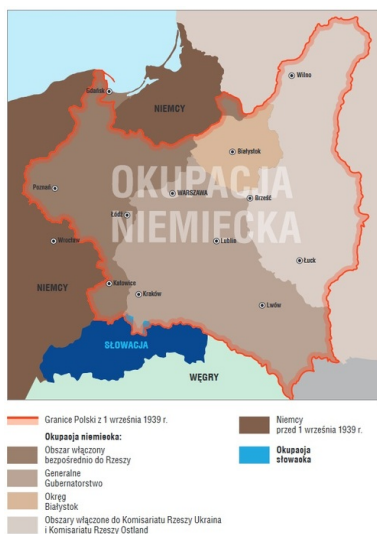 Gdańsk
Wilno
NIEMCY
Białystok
OKUPACJA
NIEMIECKA
Poznań
WARSZAWA
Brześć
Łódź
Wrocław
Lublin
Łuck
NIEMCY
Katowice
Kraków
Lwów
SŁOWACJA
WĘGRY
Granice Polski z 1 września 1939 r.
Okupacja niemiecka:
Obszar włączony
bezpośrednio do Rzeszy
Generalne
Gubernatorstwo
Okręg
Białystok
Obszary włączone do Komisariatu Rzeszy Ukraina
i Komisariatu Rzeszy Ostland
Niemcy
przed 1 września 1939 r.
Okupacja
słowacka